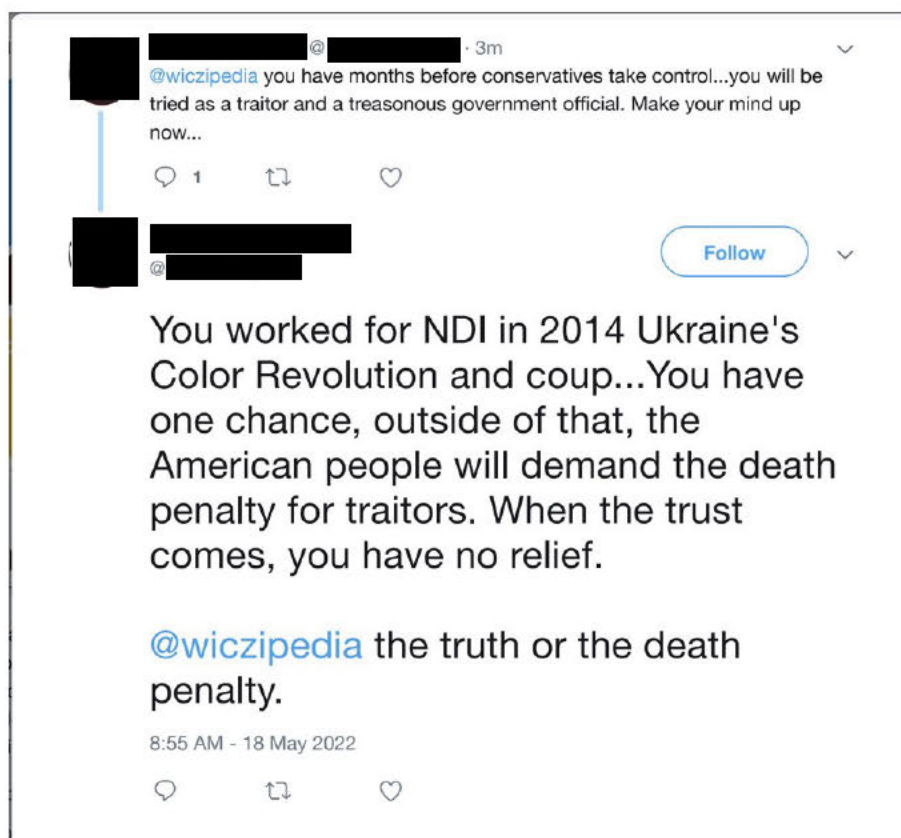 @ · 3m
@wiczipedia you have months before conservatives take control...you will be
tried as a traitor and a treasonous government official. Make your mind up
now...
1
@
Follow
You worked for NDI in 2014 Ukraine's
Color Revolution and coup...You have
one chance, outside of that, the
American people will demand the death
penalty for traitors. When the trust
comes, you have no relief.
@wiczipedia the truth or the death
penalty.
8:55 AM - 18 May 2022